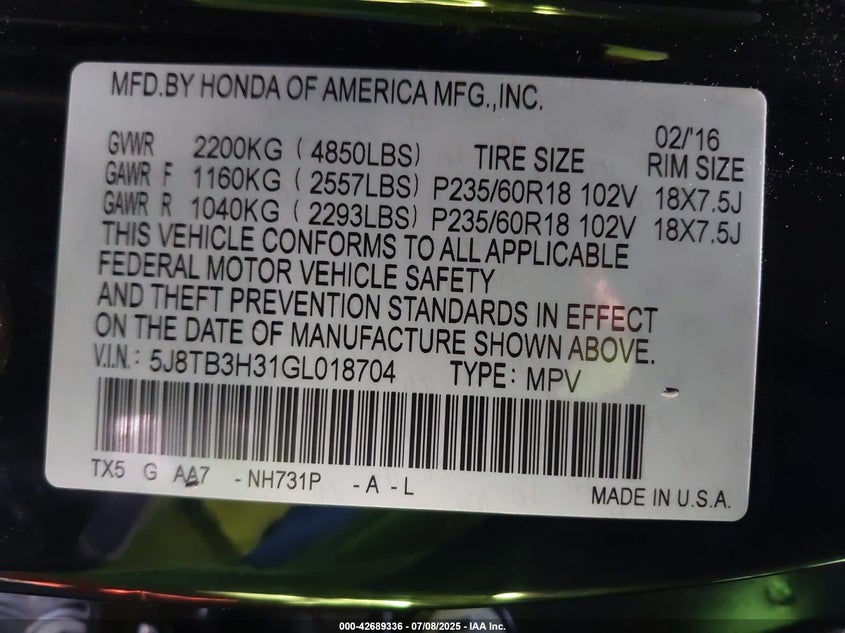 MFD.BY HONDA OF AMERICA MFG.,INC.
02/'16
GVWR 2200KG ( 4850LBS) TIRE SIZE RIM SIZE
GAWR F 1160KG ( 2557LBS) P235/60R18 102V 18X7.5J
GAWR R 1040KG ( 2293LBS) P235/60R18 102V 18X7.5J
THIS VEHICLE CONFORMS TO ALL APPLICABLE
FEDERAL MOTOR VEHICLE SAFETY
AND THEFT PREVENTION STANDARDS IN EFFECT
ON THE DATE OF MANUFACTURE SHOWN ABOVE.
V.I.N.: 5J8TB3H31GL018704 TYPE: MPV
TX5 G AA7 - NH731P - A - L
MADE IN U.S.A.
000-42689336 - 07/08/2025 - IAA Inc.